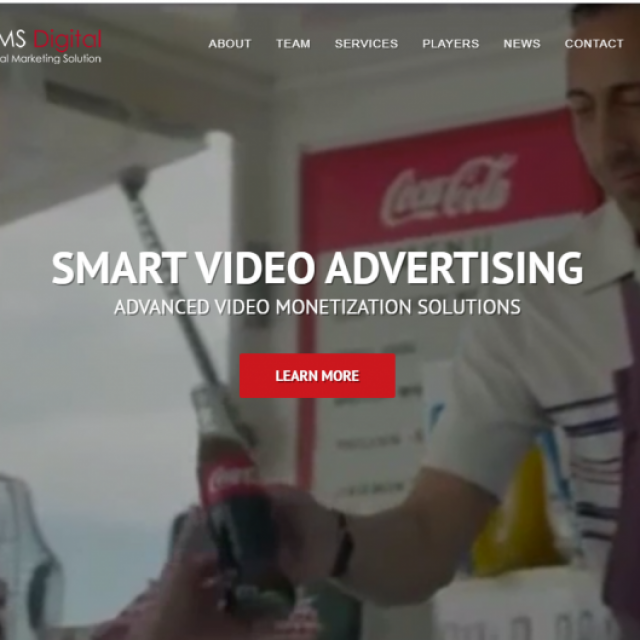 MS Digital
al Marketing Solution
ABOUT TEAM SERVICES PLAYERS NEWS CONTACT
Coca-Cola
SMART VIDEO ADVERTISING
ADVANCED VIDEO MONETIZATION SOLUTIONS
LEARN MORE